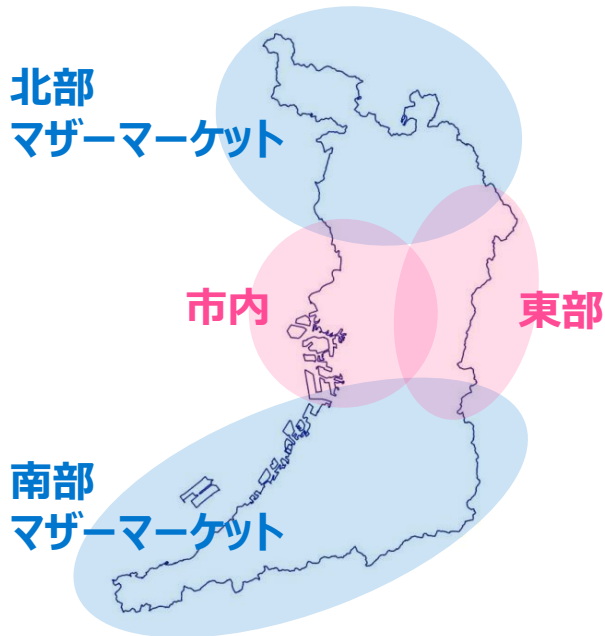 北部
マザーマーケット
市内
東部
南部
マザーマーケット